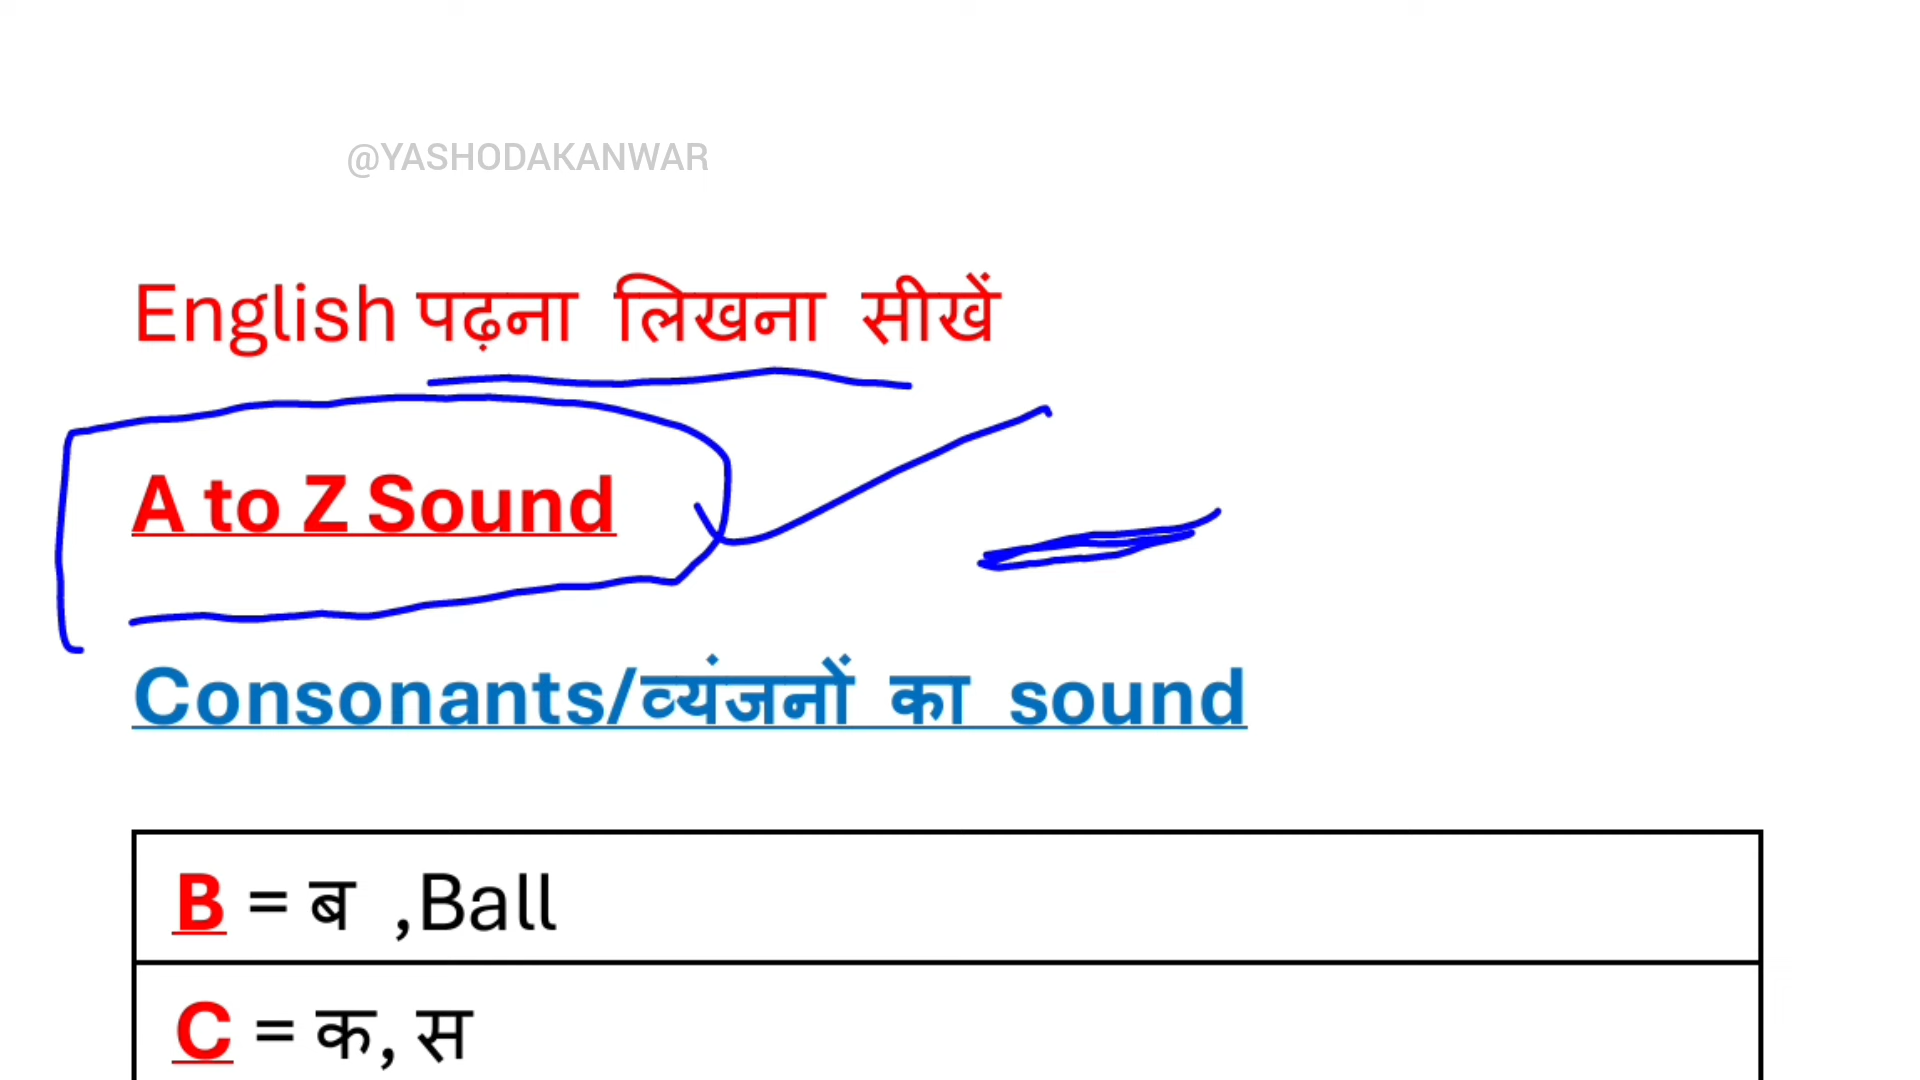 @YASHODAKANWAR
English पढ़ना लिखना सीखें
A to Z Sound
Consonants/व्यंजनों का sound
B = ब ,Ball
C = क, स